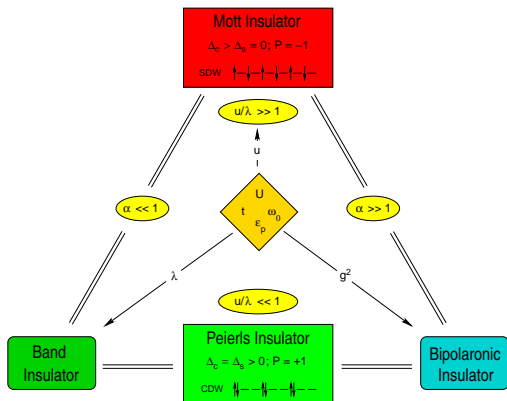 Mott Insulator
Δc > Δs = 0; P = −1
SDW
u/λ >> 1
u
U
t ω0
εp
α << 1
α >> 1
λ
g²
u/λ << 1
Band
Insulator
Peierls Insulator
Δc = Δs > 0; P = +1
CDW
Bipolaronic
Insulator